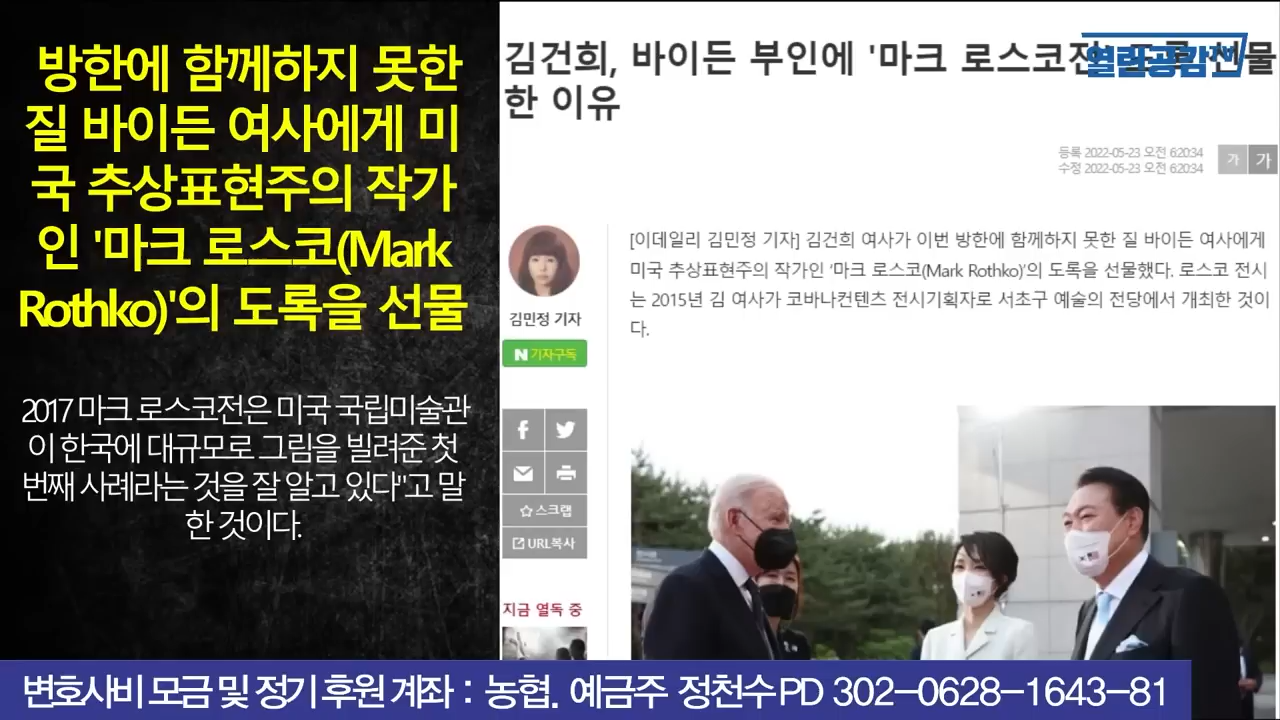 방한에 함께하지 못한
질 바이든 여사에게 미
국 추상표현주의 작가
인 '마크 로스코(Mark
Rothko)'의 도록을 선물
2017 마크 로스코전은 미국 국립미술관
이 한국에 대규모로 그림을 빌려준 첫
번째 사례라는 것을 잘 알고 있다"고 말
한 것이다.
김건희, 바이든 부인에 '마크 로스코전' 도록 선물
한 이유
열린공감
등록 2022-05-23 오전 6:20:34
수정 2022-05-23 오전 6:20:34
가 가
[이데일리 김민정 기자] 김건희 여사가 이번 방한에 함께하지 못한 질 바이든 여사에게
미국 추상표현주의 작가인 '마크 로스코(Mark Rothko)'의 도록을 선물했다. 로스코 전시
는 2015년 김 여사가 코바나컨텐츠 전시기획자로 서초구 예술의 전당에서 개최한 것이
다.
김민정 기자
N 기자구독
스크랩
URL복사
지금 열독 중
변호사비 모금 및 정기 후원 계좌 : 농협. 예금주 정천수PD 302-0628-1643-81